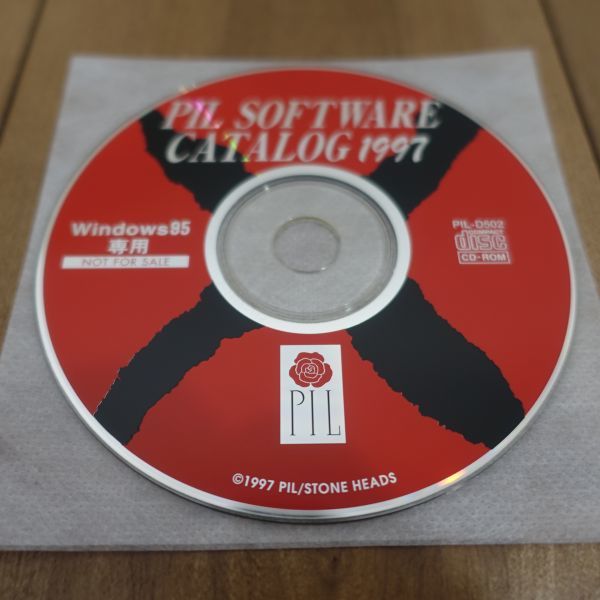 PIL SOFTWARE
CATALOG 1997
Windows95
専用
NOT FOR SALE
PIL-D502
COMPACT
disc
CD-ROM
PIL
©1997 PIL/STONE HEADS